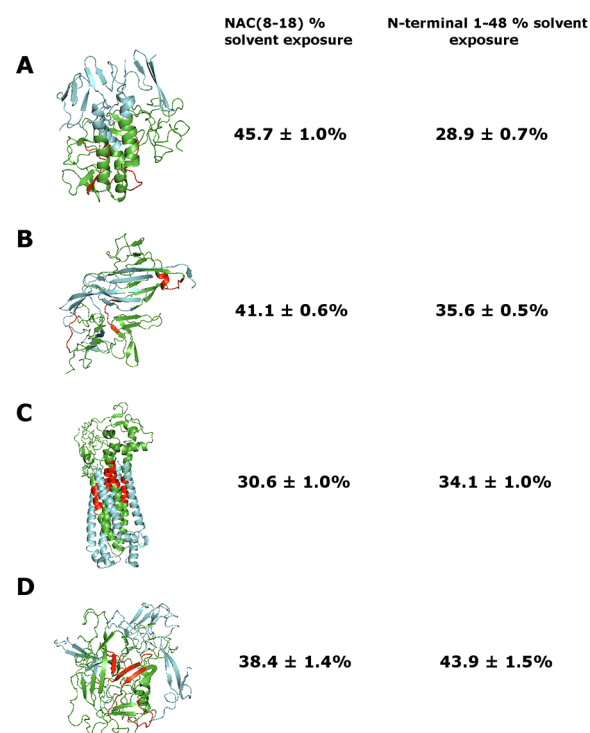 NAC(8-18) %
solvent exposure
N-terminal 1-48 % solvent
exposure
A
45.7 ± 1.0%
28.9 ± 0.7%
B
41.1 ± 0.6%
35.6 ± 0.5%
C
30.6 ± 1.0%
34.1 ± 1.0%
D
38.4 ± 1.4%
43.9 ± 1.5%